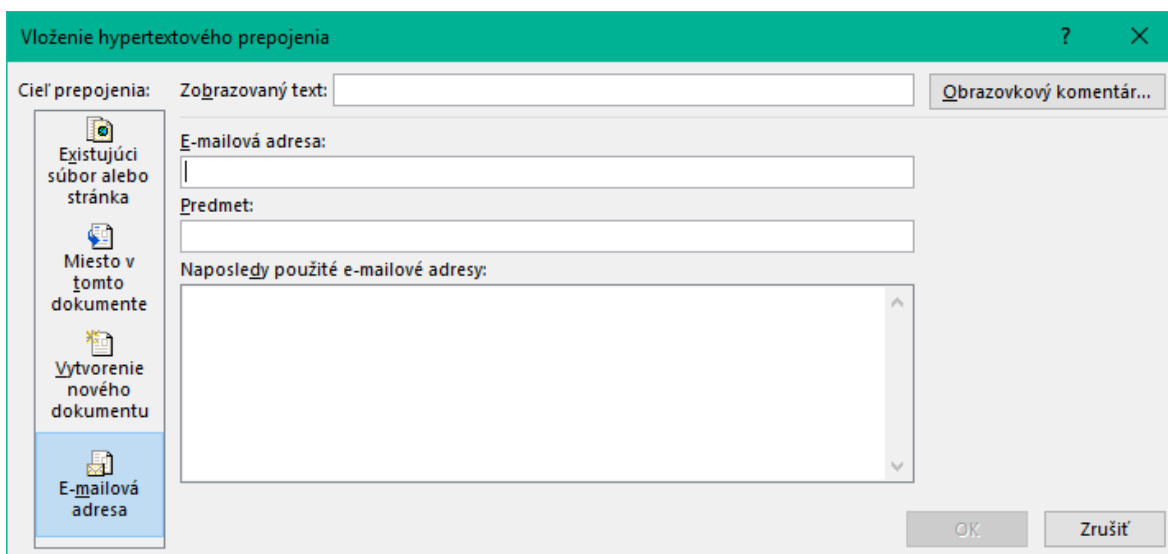 Vloženie hypertextového prepojenia
?
Cieľ prepojenia:
Zobrazovaný text:
Obrazovkový komentár...
Existujúci
súbor alebo
stránka
Miesto v
tomto
dokumente
Vytvorenie
nového
dokumentu
E-mailová
adresa
E-mailová adresa:
Predmet:
Naposledy použité e-mailové adresy:
OK
Zrušiť